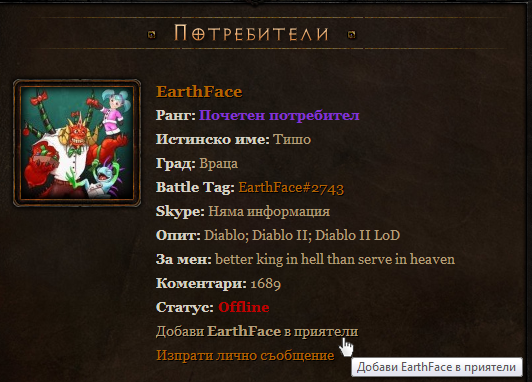 Потребители
EarthFace
Ранг: Почетен потребител
Истинско име: Тишо
Град: Враца
Battle Tag: EarthFace#2743
Skype: Няма информация
Опит: Diablo; Diablo II; Diablo II LoD
За мен: better king in hell than serve in heaven
Коментари: 1689
Статус: Offline
Добави EarthFace в приятели
Изпрати лично съобщение
Добави EarthFace в приятели